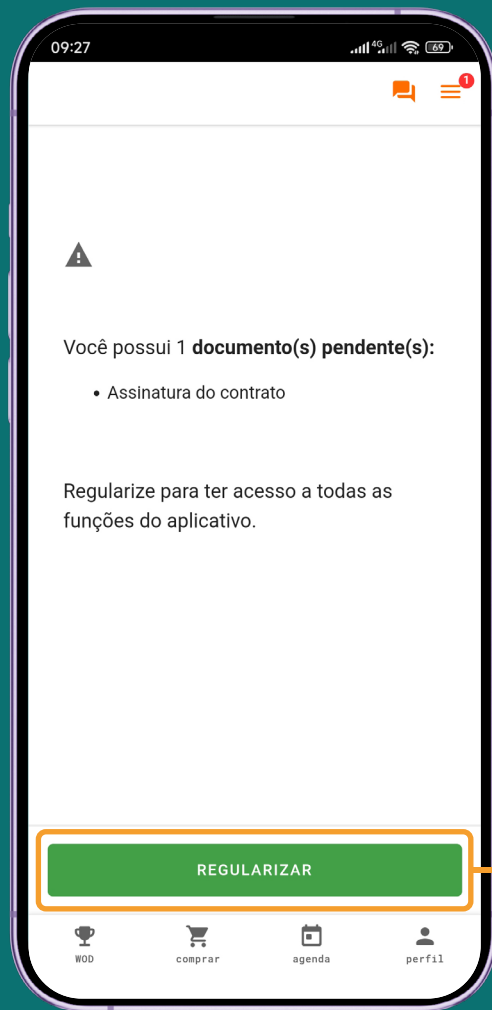 09:27
4G
69
1
Você possui 1 documento(s) pendente(s):
• Assinatura do contrato
Regularize para ter acesso a todas as
funções do aplicativo.
REGULARIZAR
WOD
comprar
agenda
perfil